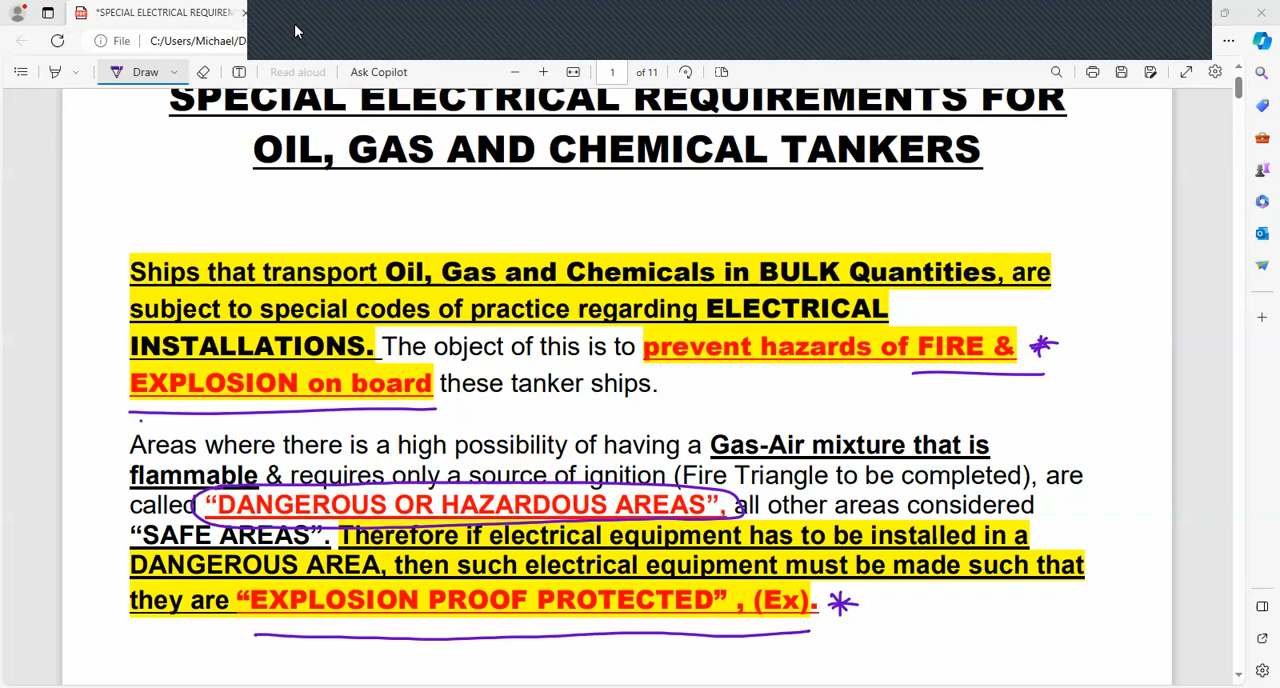 *SPECIAL ELECTRICAL REQUIREM
File C:/Users/Michael/D
Draw Read aloud Ask Copilot 1 of 11
SPECIAL ELECTRICAL REQUIREMENTS FOR
OIL, GAS AND CHEMICAL TANKERS
Ships that transport Oil, Gas and Chemicals in BULK Quantities, are
subject to special codes of practice regarding ELECTRICAL
INSTALLATIONS. The object of this is to prevent hazards of FIRE &
EXPLOSION on board these tanker ships.
Areas where there is a high possibility of having a Gas-Air mixture that is
flammable & requires only a source of ignition (Fire Triangle to be completed), are
called “DANGEROUS OR HAZARDOUS AREAS”, all other areas considered
“SAFE AREAS”. Therefore if electrical equipment has to be installed in a
DANGEROUS AREA, then such electrical equipment must be made such that
they are “EXPLOSION PROOF PROTECTED” , (Ex).